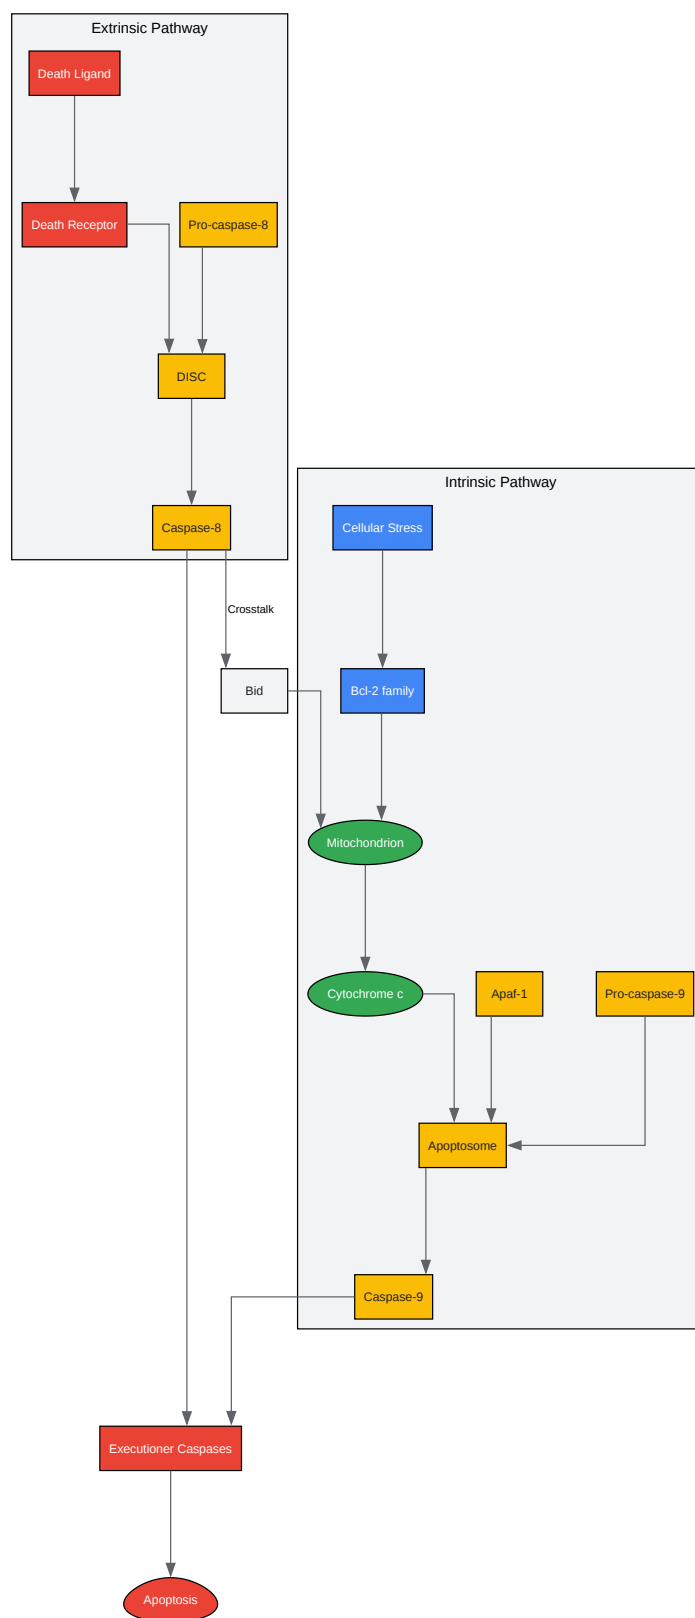 Extrinsic Pathway
Death Ligand
Death Receptor
Pro-caspase-8
DISC
Caspase-8
Crosstalk
Bid
Intrinsic Pathway
Cellular Stress
Bcl-2 family
Mitochondrion
Cytochrome c
Apaf-1
Pro-caspase-9
Apoptosome
Caspase-9
Executioner Caspases
Apoptosis